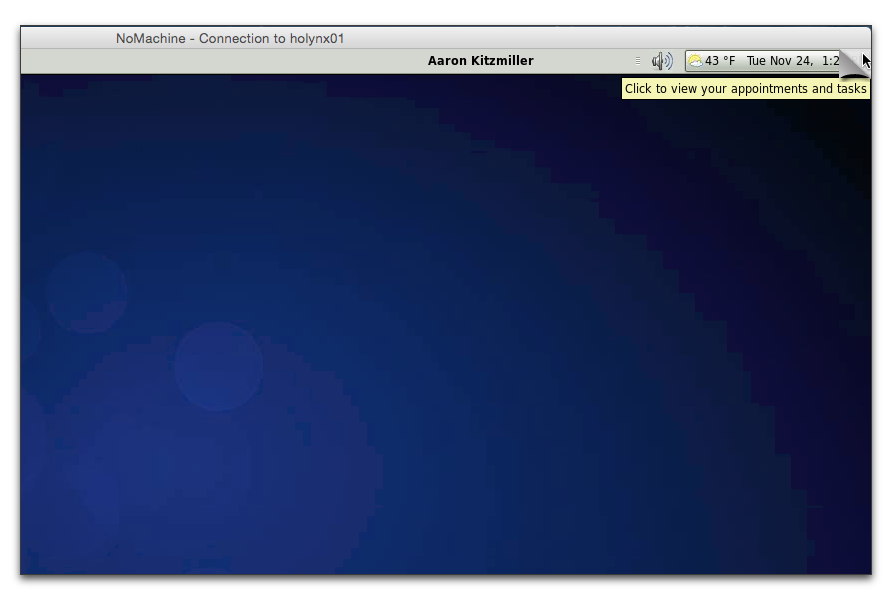 NoMachine - Connection to holynx01
Aaron Kitzmiller 43 °F Tue Nov 24, 1:2
Click to view your appointments and tasks